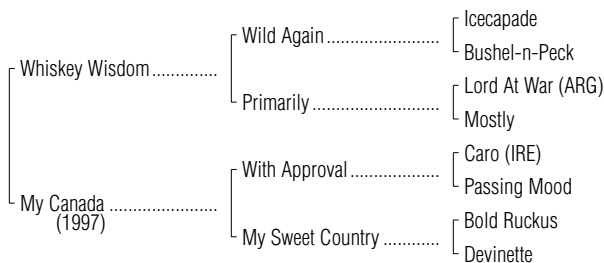 Icecapade
Wild Again
Bushel-n-Peck
Whiskey Wisdom
Lord At War (ARG)
Primarily
Mostly
Caro (IRE)
With Approval
Passing Mood
My Canada
(1997)
Bold Ruckus
My Sweet Country
Devinette